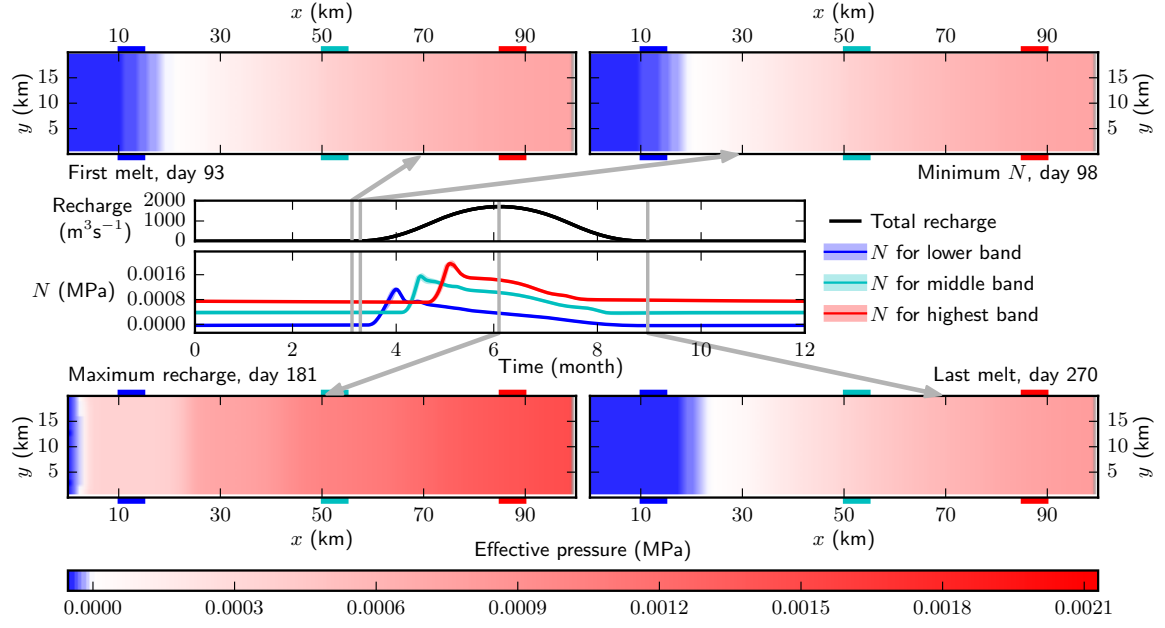 x (km) x (km)
10 30 50 70 90 10 30 50 70 90
y (km) 15 10 5 15 10 5 y (km)
First melt, day 93 Minimum N, day 98
Recharge (m³s⁻¹) 2000 1000 0
N (MPa) 0.0016 0.0008 0.0000
0 2 4 6 8 10 12
Time (month)
Total recharge
N for lower band
N for middle band
N for highest band
Maximum recharge, day 181 Last melt, day 270
y (km) 15 10 5 15 10 5 y (km)
10 30 50 70 90 10 30 50 70 90
x (km) x (km)
Effective pressure (MPa)
0.0000 0.0003 0.0006 0.0009 0.0012 0.0015 0.0018 0.0021